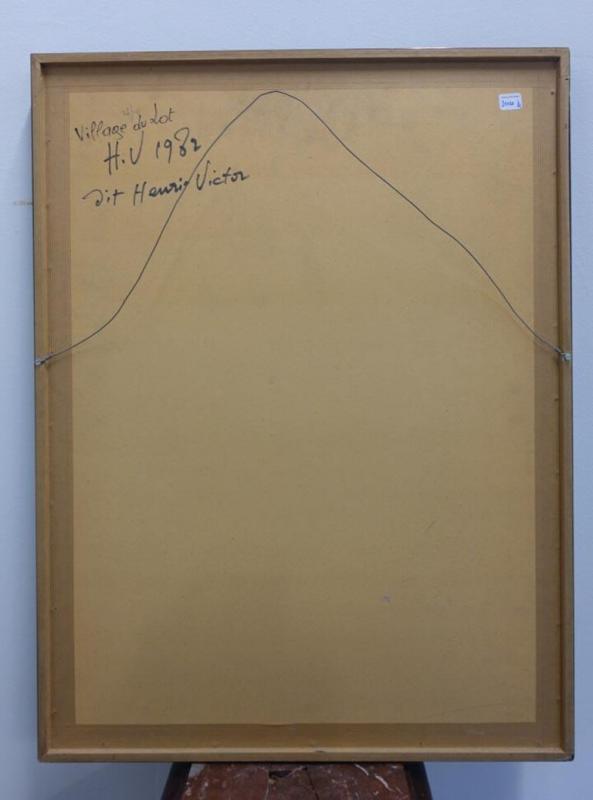 Village du Lot
H.V 1982
dit Henri Victor